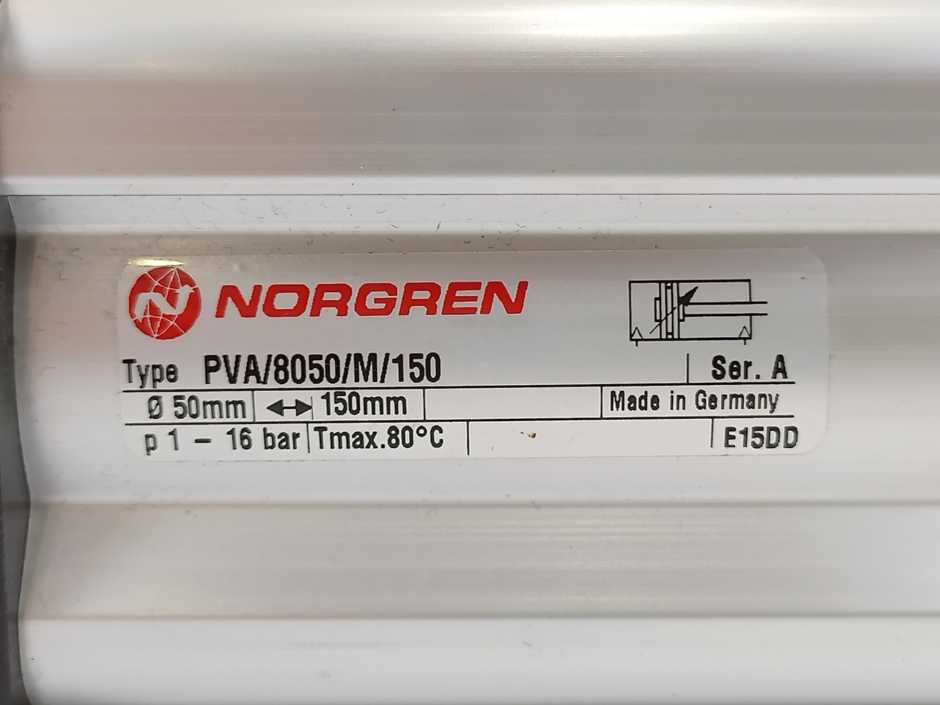 NORGREN
Type PVA/8050/M/150 Ser. A
Ø 50mm 150mm Made in Germany
p 1 - 16 bar Tmax.80°C E15DD